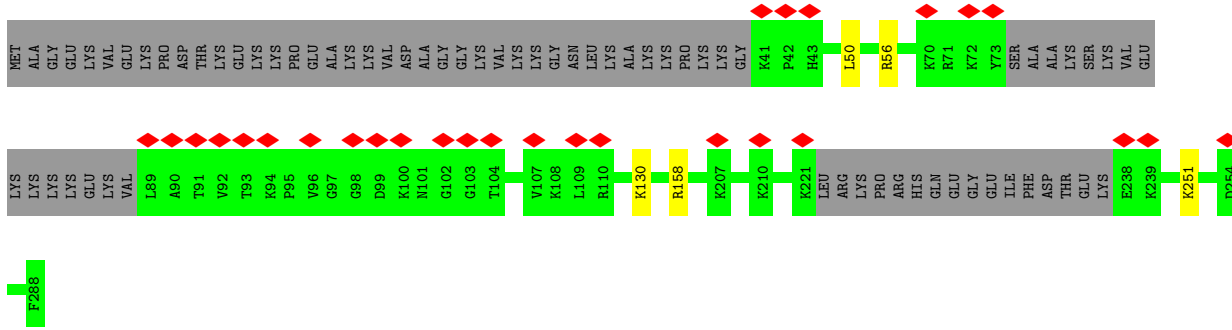 MET ALA GLY GLU LYS VAL GLU LYS PRO ASP THR LYS GLU LYS LYS PRO GLU ALA LYS LYS VAL ASP ALA GLY GLY LYS VAL LYS LYS GLY ASN LEU LYS ALA LYS LYS PRO LYS LYS GLY K41 P42 H43 L50 R56 K70 R71 K72 Y73 SER ALA ALA LYS SER LYS VAL GLU
LYS LYS LYS LYS GLU LYS VAL L89 A90 T91 V92 T93 K94 P95 V96 G97 G98 D99 K100 N101 G102 G103 T104 V107 K108 L109 R110 K130 R158 K207 K210 K221 LEU ARG LYS PRO ARG HIS GLN GLU GLY GLU ILE PHE ASP THR GLU LYS E238 K239 K251 D254
F288